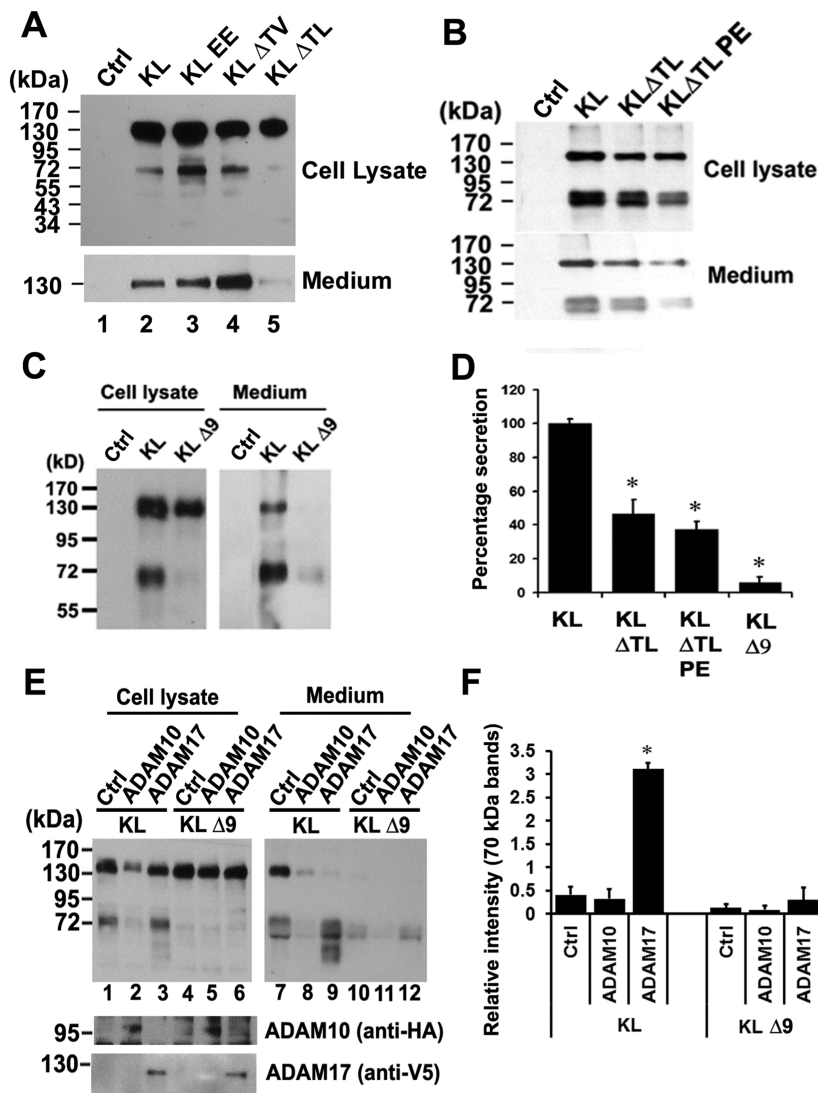 A
Ctrl
KL
KL EE
KL ΔTV
KL ΔTL
(kDa)
170
130
95
72
55
43
34
Cell Lysate
130
Medium
1 2 3 4 5
B
Ctrl
KL
KLΔTL
KLΔTL PE
(kDa)
170
130
95
72
Cell lysate
170
130
95
72
Medium
C
Cell lysate
Medium
Ctrl
KL
KL Δ9
Ctrl
KL
KL Δ9
(kD)
170
130
95
72
55
D
Percentage secretion
120
100
80
60
40
20
0
*
*
*
KL
KL ΔTL
KL ΔTL PE
KL Δ9
E
Cell lysate
Medium
Ctrl
ADAM10
ADAM17
Ctrl
ADAM10
ADAM17
Ctrl
ADAM10
ADAM17
Ctrl
ADAM10
ADAM17
(kDa)
KL
KL Δ9
KL
KL Δ9
170
130
95
72
1 2 3 4 5 6 7 8 9 10 11 12
95
ADAM10 (anti-HA)
130
ADAM17 (anti-V5)
F
Relative intensity (70 kDa bands)
3.5
3
2.5
2
1.5
1
0.5
0
*
Ctrl
ADAM10
ADAM17
Ctrl
ADAM10
ADAM17
KL
KL Δ9